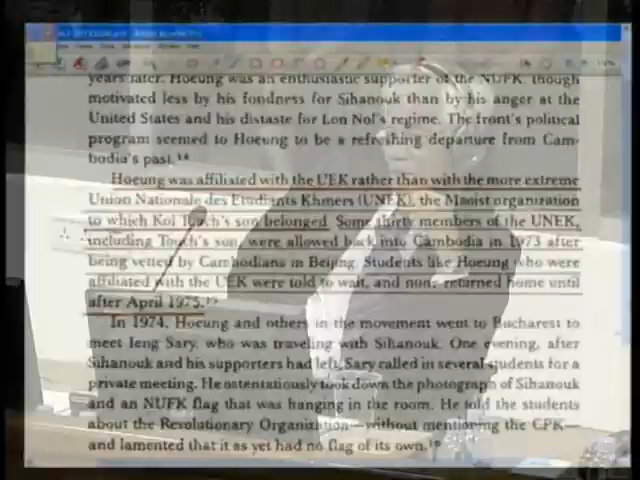 years later. Hoeung was an enthusiastic supporter of the NUFK, though
motivated less by his fondness for Sihanouk than by his anger at the
United States and his distaste for Lon Nol's regime. The front's political
program seemed to Hoeung to be a refreshing departure from Cam-
bodia's past.
Hoeung was affiliated with the UEK rather than with the more extreme
Union Nationale des Etudiants Khmers (UNEK), the Maoist organization
to which Koi Touch's son belonged. Some thirty members of the UNEK,
including Touch's son, were allowed back into Cambodia in 1973 after
being vetted by Cambodians in Beijing. Students like Hoeung who were
affiliated with the UEK were told to wait, and none returned home until
after April 1975.
In 1974, Hoeung and others in the movement went to Bucharest to
meet Ieng Sary, who was traveling with Sihanouk. One evening, after
Sihanouk and his supporters had left, Sary called in several students for a
private meeting. He ostentatiously took down the photograph of Sihanouk
and an NUFK flag that was hanging in the room. He told the students
about the Revolutionary Organization—without mentioning the CPK—
and lamented that it as yet had no flag of its own.